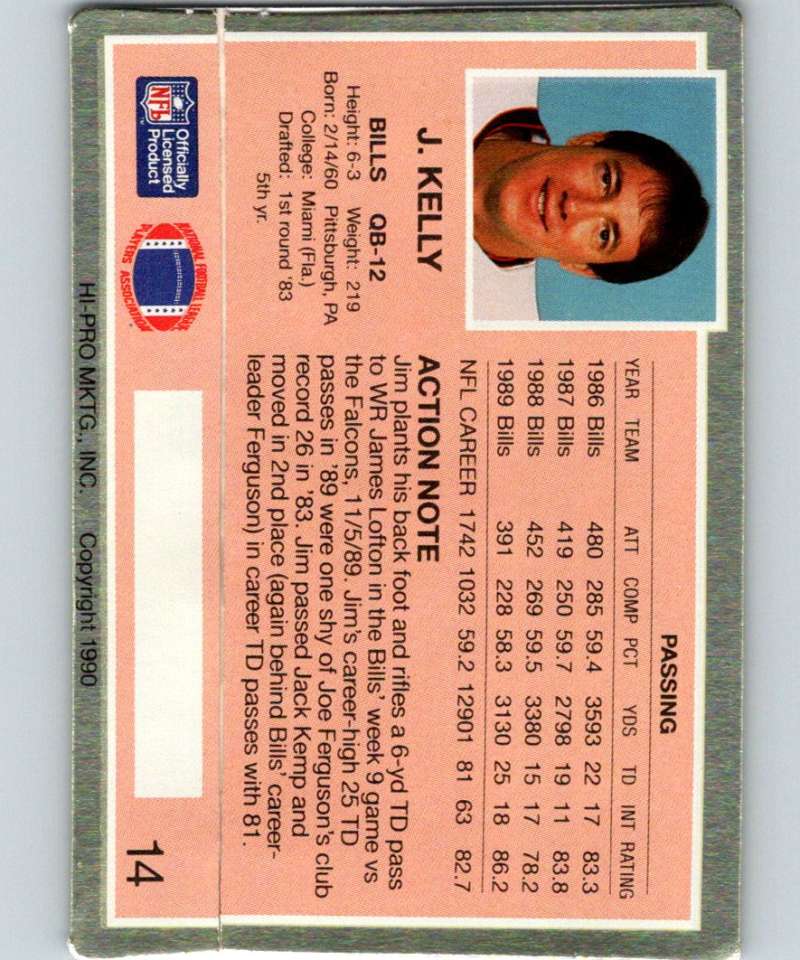 PASSING
YEAR TEAM ATT COMP PCT YDS TD INT RATING
1986 Bills 480 285 59.4 3593 22 17 83.3
1987 Bills 419 250 59.7 2798 19 11 83.8
1988 Bills 452 269 59.5 3380 15 17 78.2
1989 Bills 391 228 58.3 3130 25 18 86.2
NFL CAREER 1742 1032 59.2 12901 81 63 82.7
J. KELLY
BILLS QB-12
Height: 6-3 Weight: 219
Born: 2/14/60 Pittsburgh, PA
College: Miami (Fla.)
Drafted: 1st round '83
5th yr.
ACTION NOTE
Jim plants his back foot and rifles a 6-yd TD pass
to WR James Lofton in the Bills' week 9 game vs
the Falcons, 11/5/89. Jim's career-high 25 TD
passes in '89 were one shy of Joe Ferguson's club
record 26 in '83. Jim passed Jack Kemp and
moved in 2nd place (again behind Bills' career-
leader Ferguson) in career TD passes with 81.
NFL
Officially
Licensed
Product
NATIONAL FOOTBALL LEAGUE
PLAYERS ASSOCIATION
14
HI-PRO MKTG., INC. Copyright 1990